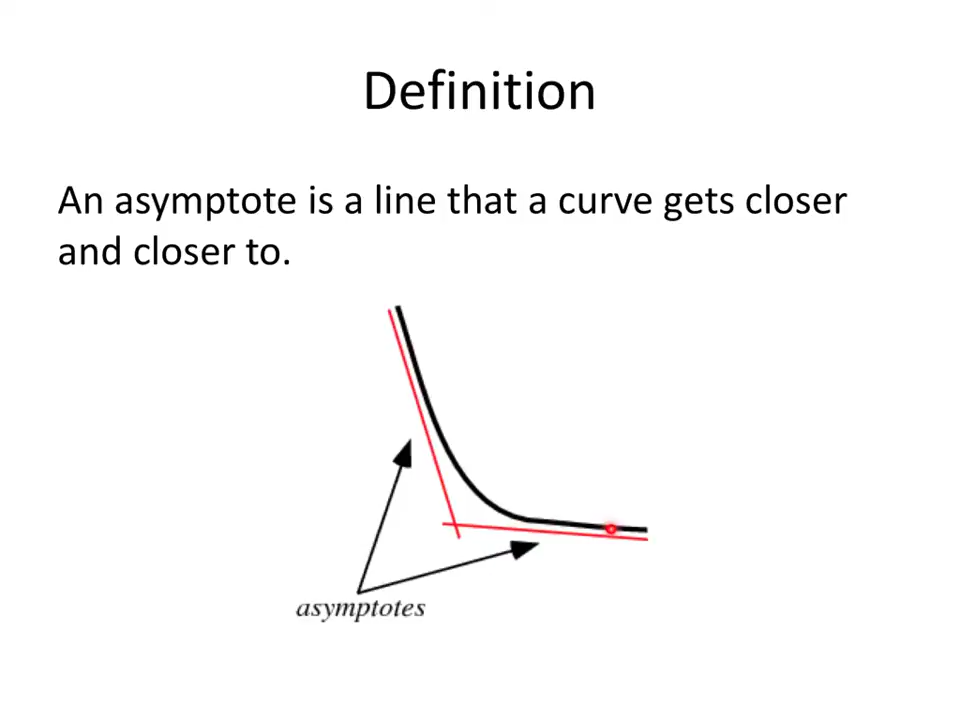 Definition
An asymptote is a line that a curve gets closer
and closer to.
asymptotes